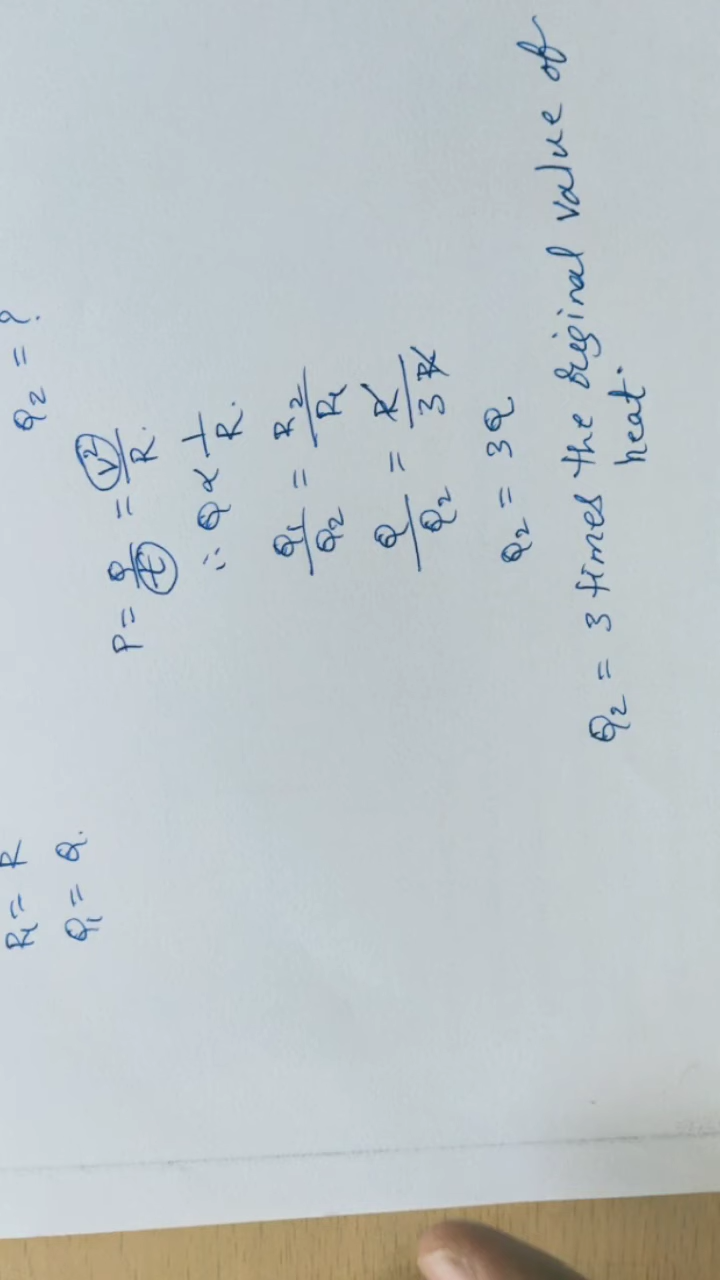 R₁ = R
Q₁ = Q.
Q₂ = ?
P = Q/t = V²/R.
∴ Q ∝ 1/R.
Q₁/Q₂ = R₂/R₁
Q/Q₂ = R/3R
Q₂ = 3Q
Q₂ = 3 times the original value of
heat.